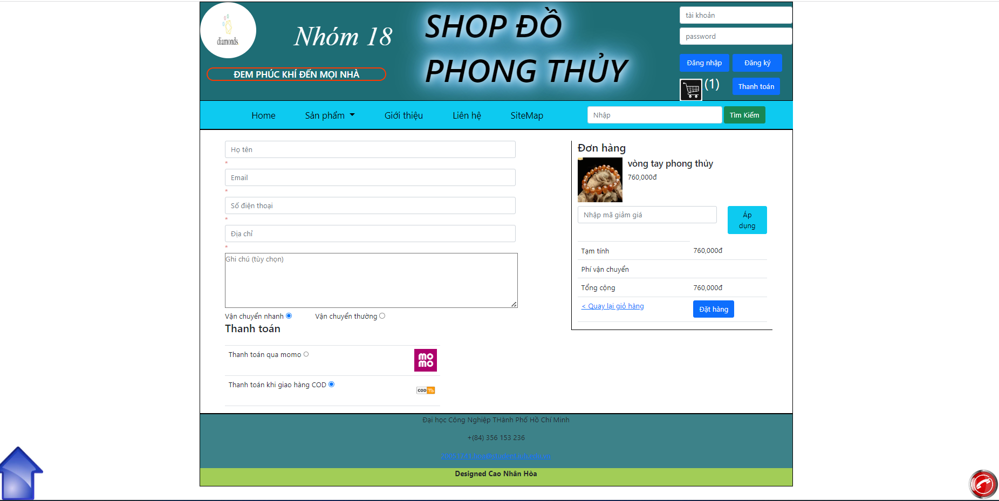 diamonds
Nhóm 18
ĐEM PHÚC KHÍ ĐẾN MỌI NHÀ
SHOP ĐỒ
PHONG THỦY
tài khoản
password
Đăng nhập
Đăng ký
(1)
Thanh toán
Home
Sản phẩm
Giới thiệu
Liên hệ
SiteMap
Nhập
Tìm Kiếm
Họ tên
*
Email
*
Số điện thoại
*
Địa chỉ
*
Ghi chú (tùy chọn)
Vận chuyển nhanh
Vận chuyển thường
Thanh toán
Thanh toán qua momo
mo
mo
Thanh toán khi giao hàng COD
COD
Đơn hàng
vòng tay phong thủy
760,000đ
Nhập mã giảm giá
Áp
dụng
Tạm tính 760,000đ
Phí vận chuyển
Tổng cộng 760,000đ
< Quay lại giỏ hàng
Đặt hàng
Đại học Công Nghiệp THành Phố Hồ Chí Minh
+(84) 356 153 236
20051741.hoa@student.iuh.edu.vn
Designed Cao Nhân Hòa